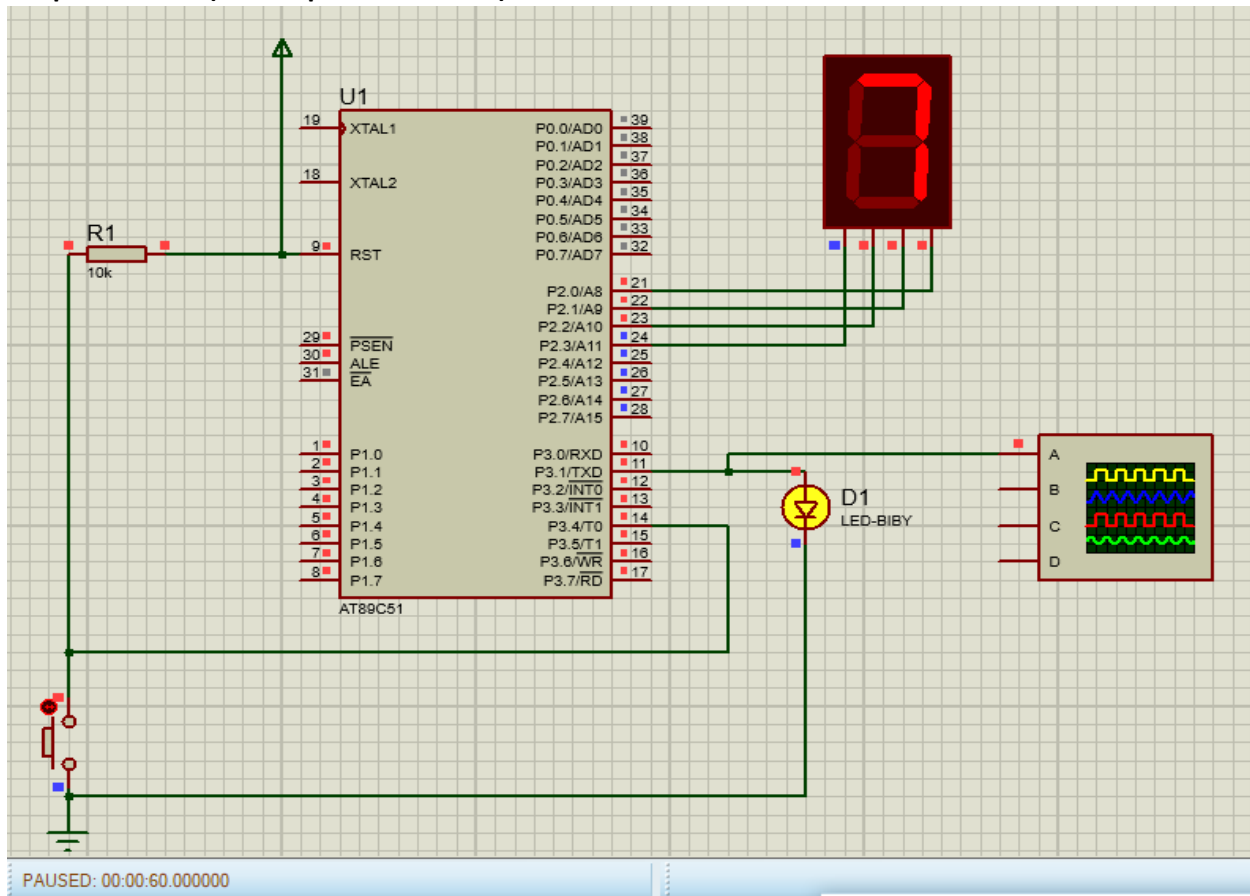 U1
19 XTAL1
18 XTAL2
9 RST
29 PSEN
30 ALE
31 EA
1 P1.0
2 P1.1
3 P1.2
4 P1.3
5 P1.4
6 P1.5
7 P1.6
8 P1.7
P0.0/AD0 39
P0.1/AD1 38
P0.2/AD2 37
P0.3/AD3 36
P0.4/AD4 35
P0.5/AD5 34
P0.6/AD6 33
P0.7/AD7 32
P2.0/A8 21
P2.1/A9 22
P2.2/A10 23
P2.3/A11 24
P2.4/A12 25
P2.5/A13 26
P2.6/A14 27
P2.7/A15 28
P3.0/RXD 10
P3.1/TXD 11
P3.2/INT0 12
P3.3/INT1 13
P3.4/T0 14
P3.5/T1 15
P3.6/WR 16
P3.7/RD 17
AT89C51
R1
10k
7
D1
LED-BIBY
A
B
C
D
PAUSED: 00:00:60.000000